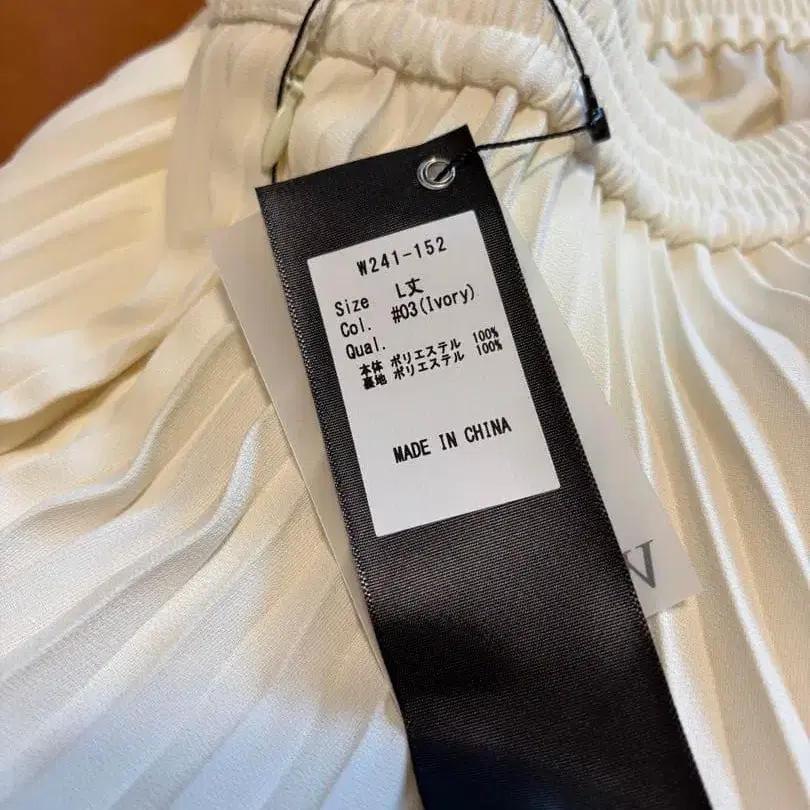 W241-152
Size L丈
Col. #03(Ivory)
Qual.
本体 ポリエステル 100%
裏地 ポリエステル 100%
MADE IN CHINA